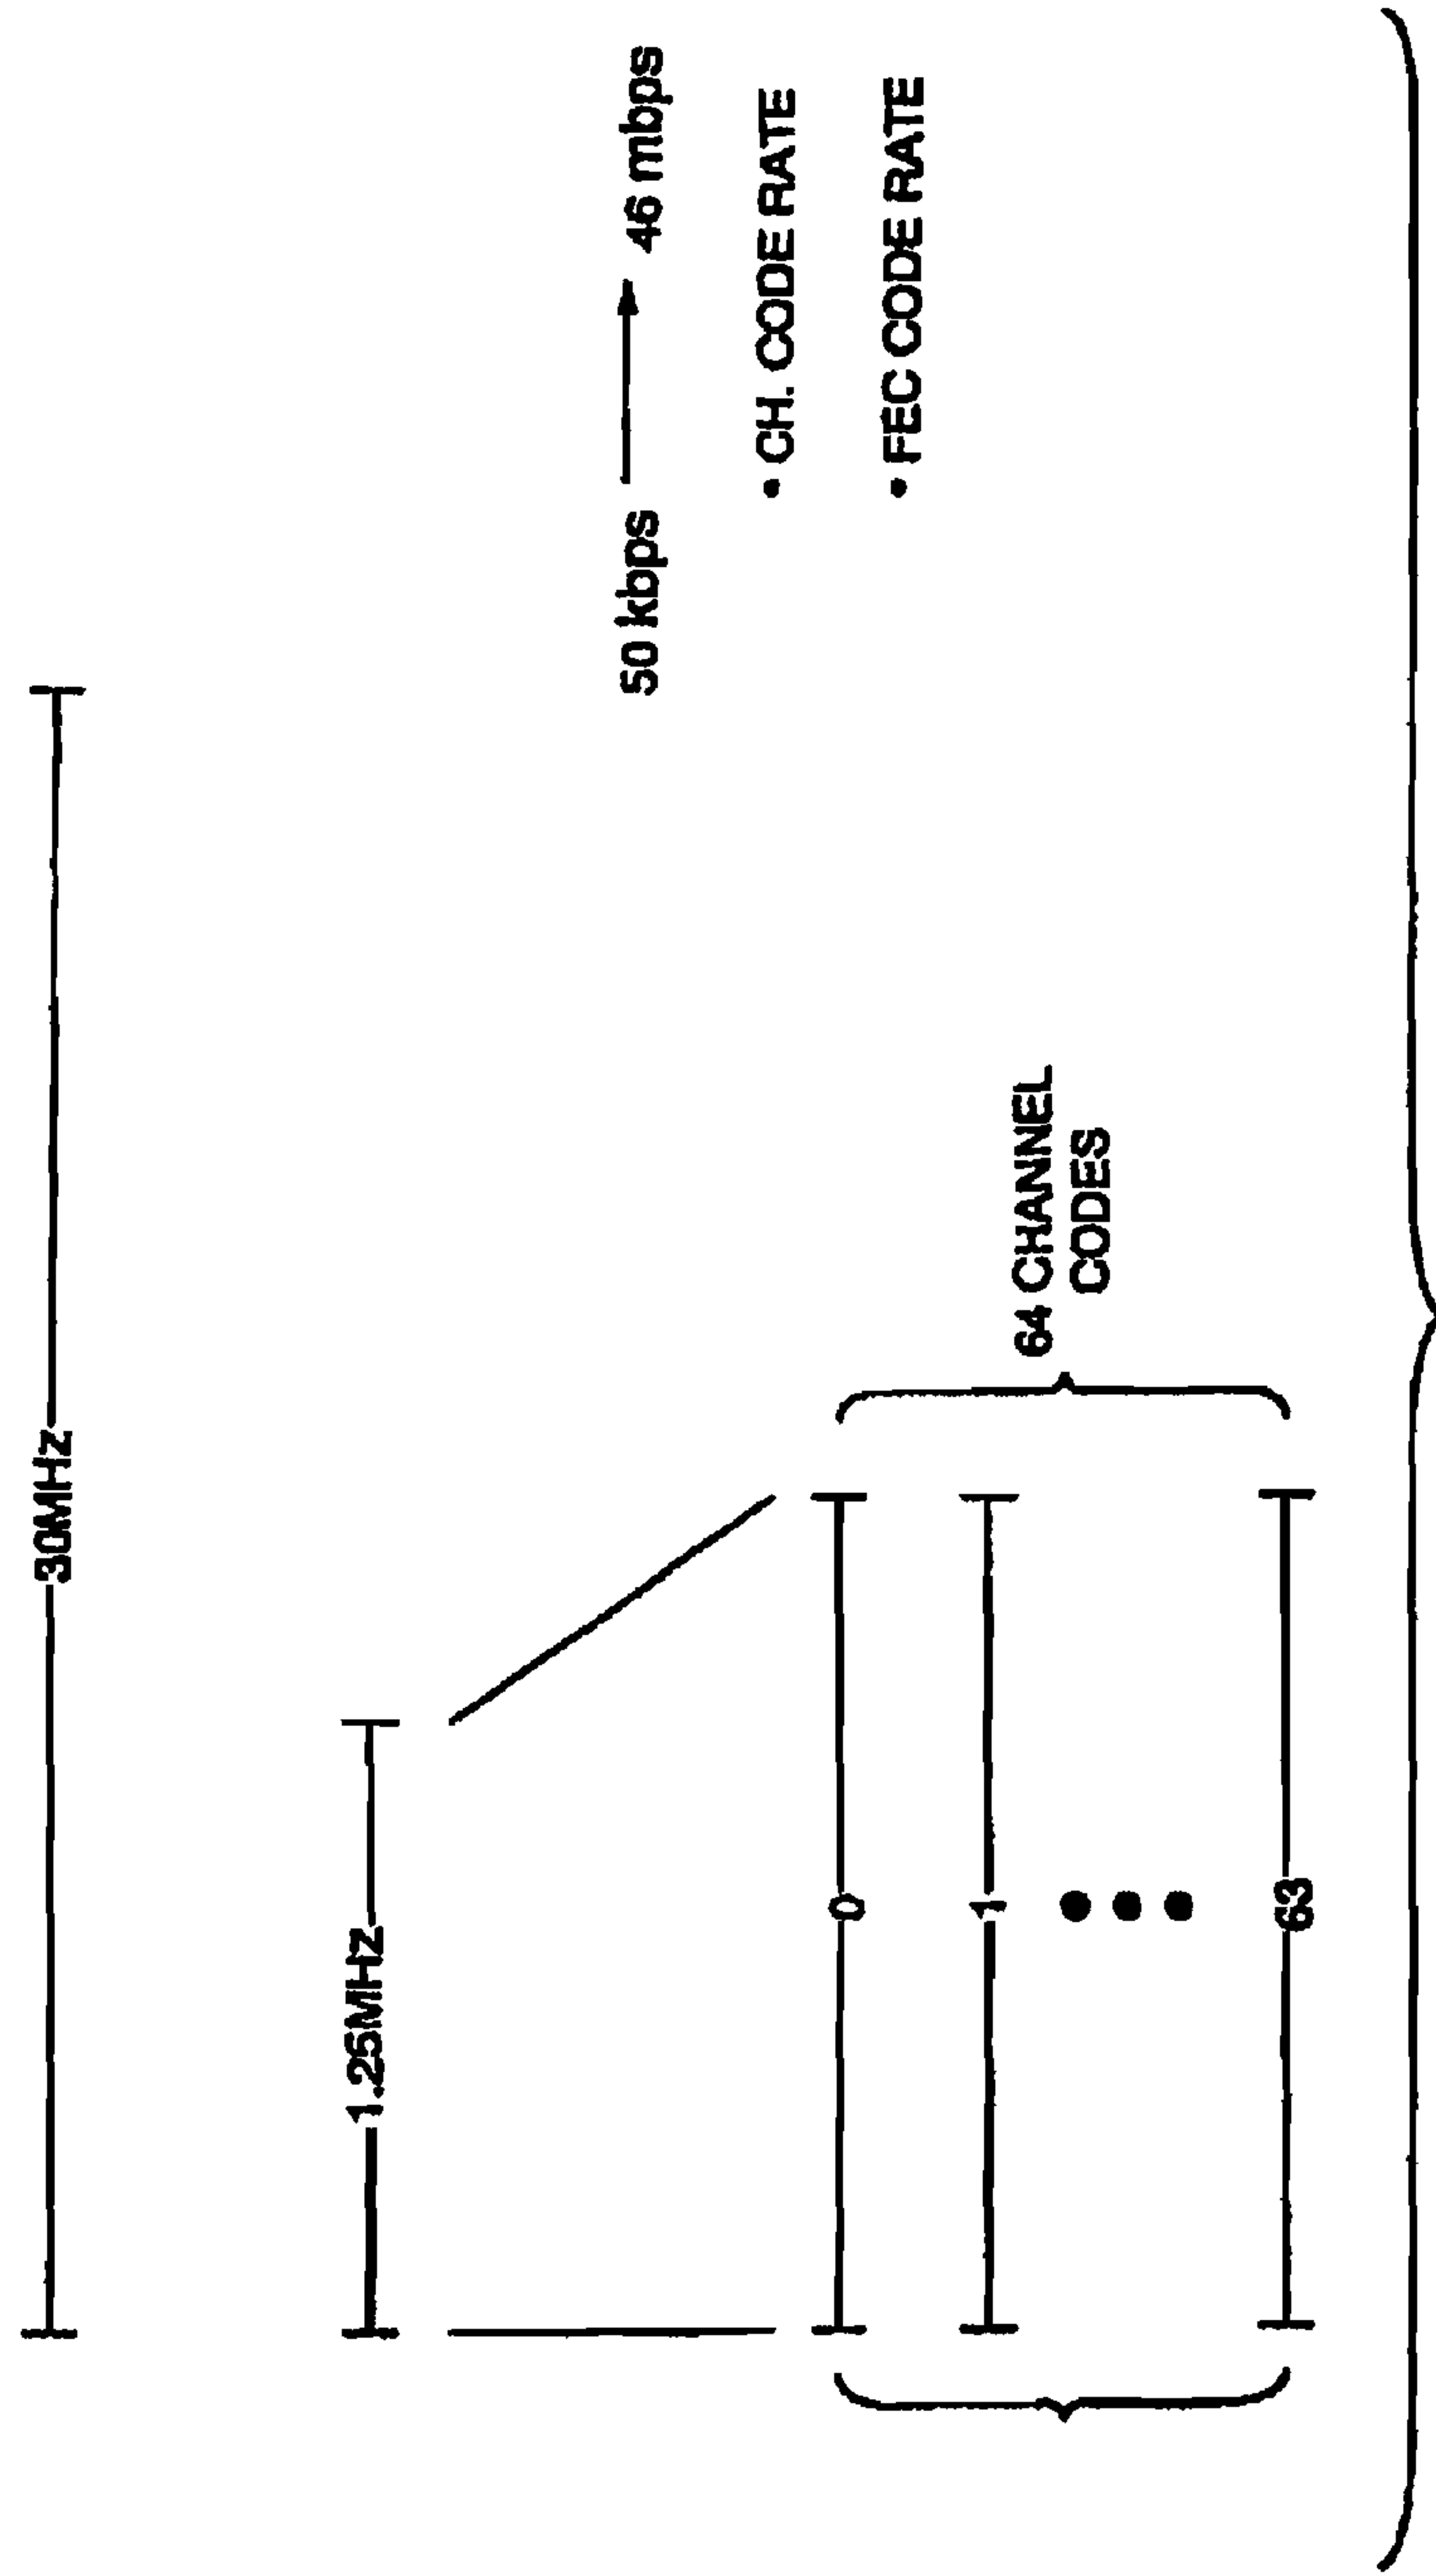 30MHz
1.25MHz
50 kbps 46 mbps
• CH. CODE RATE
• FEC CODE RATE
0
1
63
64 CHANNEL
CODES